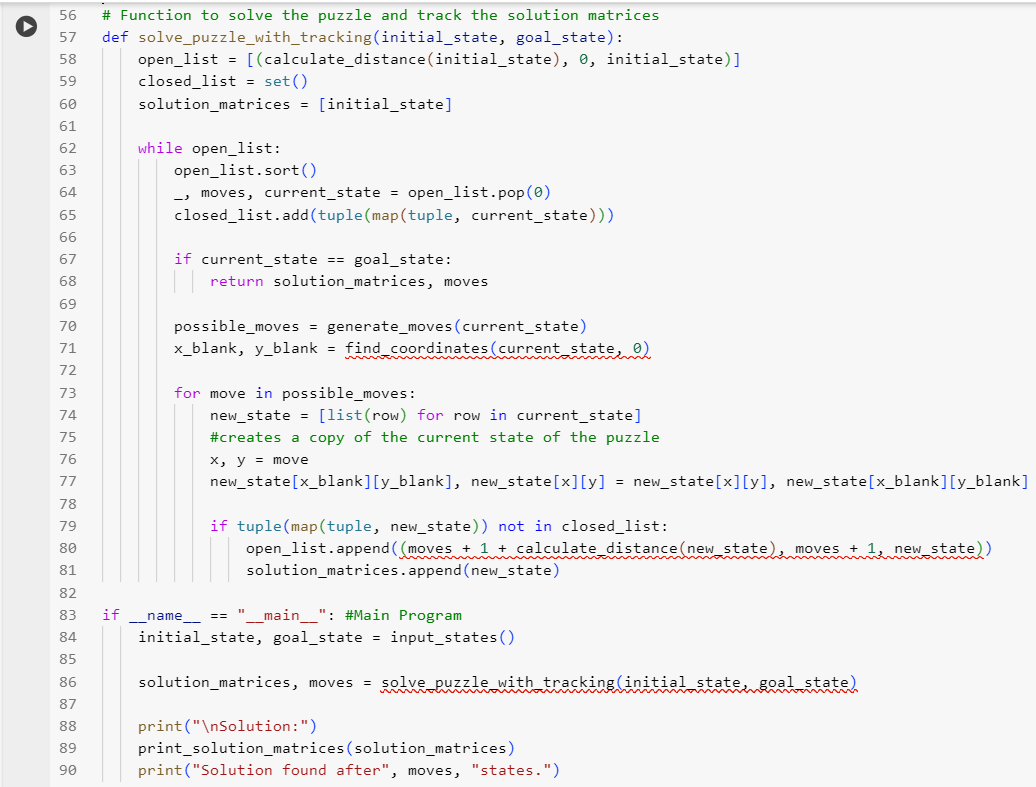 56 # Function to solve the puzzle and track the solution matrices
57 def solve_puzzle_with_tracking(initial_state, goal_state):
58     open_list = [(calculate_distance(initial_state), 0, initial_state)]
59     closed_list = set()
60     solution_matrices = [initial_state]
61
62     while open_list:
63         open_list.sort()
64         _, moves, current_state = open_list.pop(0)
65         closed_list.add(tuple(map(tuple, current_state)))
66
67         if current_state == goal_state:
68             return solution_matrices, moves
69
70         possible_moves = generate_moves(current_state)
71         x_blank, y_blank = find_coordinates(current_state, 0)
72
73         for move in possible_moves:
74             new_state = [list(row) for row in current_state]
75             #creates a copy of the current state of the puzzle
76             x, y = move
77             new_state[x_blank][y_blank], new_state[x][y] = new_state[x][y], new_state[x_blank][y_blank]
78
79             if tuple(map(tuple, new_state)) not in closed_list:
80                 open_list.append((moves + 1 + calculate_distance(new_state), moves + 1, new_state))
81                 solution_matrices.append(new_state)
82
83 if __name__ == "__main__": #Main Program
84     initial_state, goal_state = input_states()
85
86     solution_matrices, moves = solve_puzzle_with_tracking(initial_state, goal_state)
87
88     print("\nSolution:")
89     print_solution_matrices(solution_matrices)
90     print("Solution found after", moves, "states.")